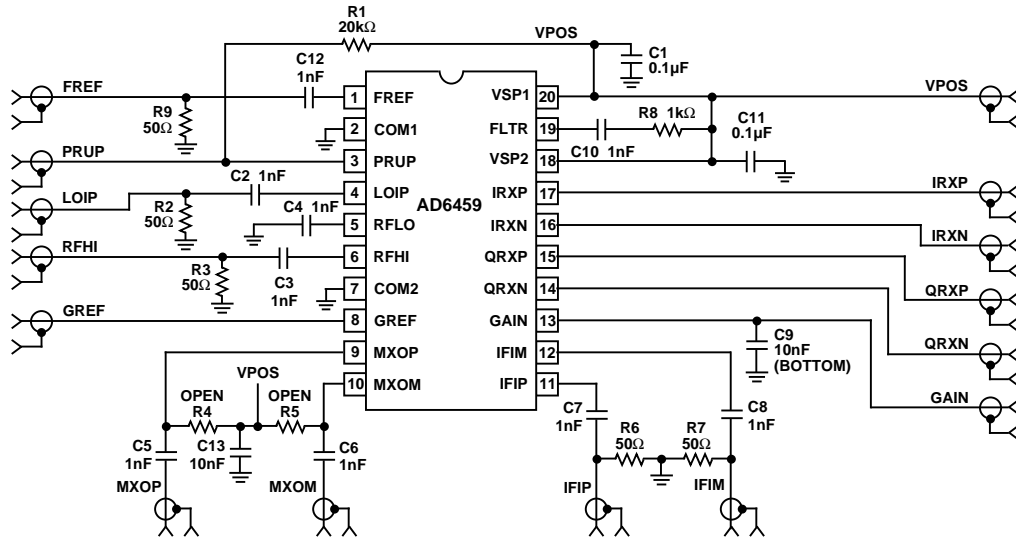 R1
20kΩ
VPOS
C12
1nF
C1
0.1µF
FREF
R9
50Ω
PRUP
C2 1nF
LOIP
R2
50Ω
C4 1nF
RFHI
R3
50Ω
C3
1nF
GREF
AD6459
1 FREF
2 COM1
3 PRUP
4 LOIP
5 RFLO
6 RFHI
7 COM2
8 GREF
9 MXOP
10 MXOM
VSP1 20
FLTR 19
VSP2 18
IRXP 17
IRXN 16
QRXP 15
QRXN 14
GAIN 13
IFIM 12
IFIP 11
R8 1kΩ
C11
0.1µF
C10 1nF
VPOS
IRXP
IRXN
QRXP
QRXN
GAIN
C9
10nF
(BOTTOM)
VPOS
OPEN
R4
OPEN
R5
C5
1nF
C13
10nF
C6
1nF
MXOP
MXOM
C7
1nF
R6
50Ω
R7
50Ω
C8
1nF
IFIP
IFIM